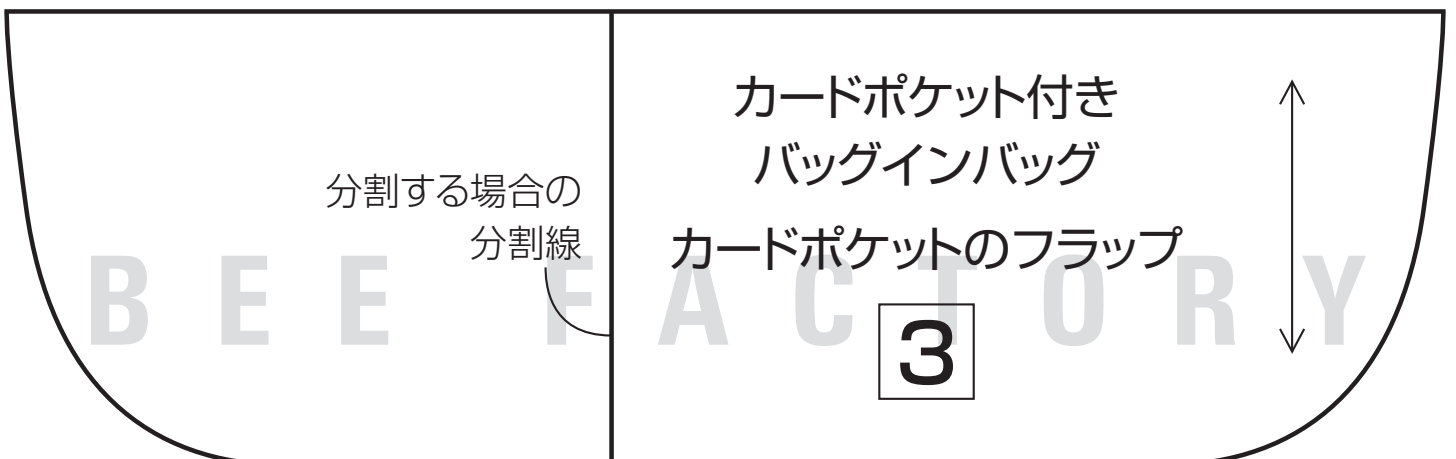 カードポケット付き
バッグインバッグ
分割する場合の
分割線
カードポケットのフラップ
BEE FACTORY
3